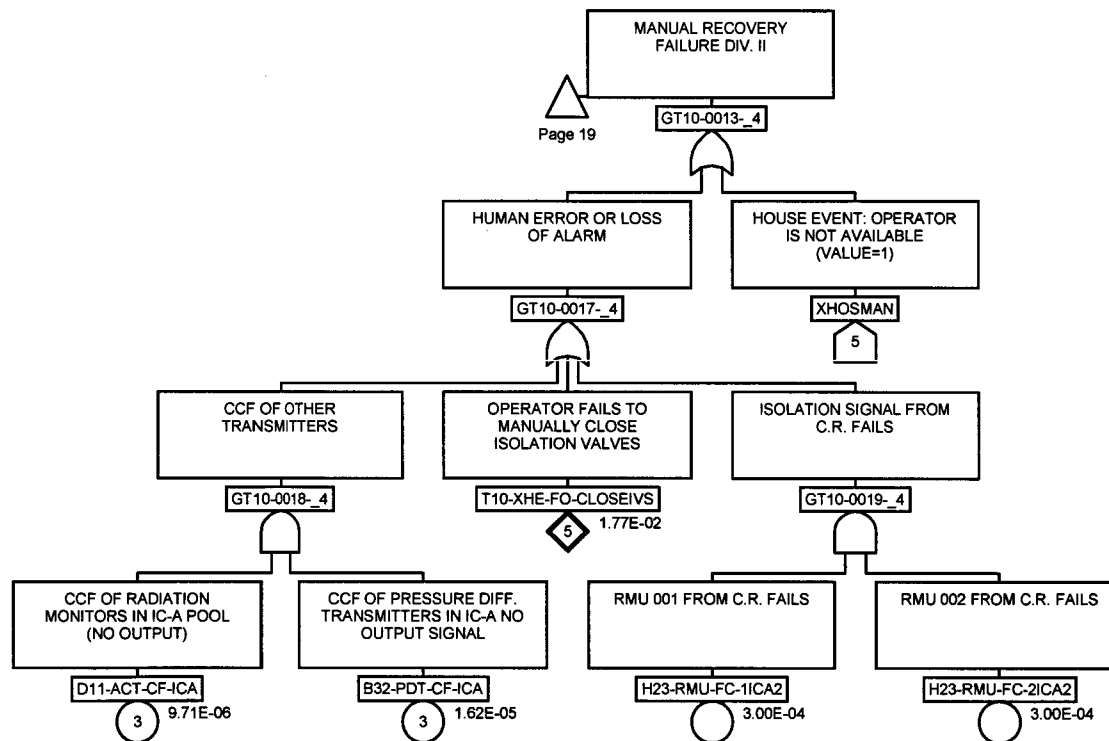 MANUAL RECOVERY
FAILURE DIV. II
Page 19
GT10-0013-_4
HUMAN ERROR OR LOSS
OF ALARM
HOUSE EVENT: OPERATOR
IS NOT AVAILABLE
(VALUE=1)
GT10-0017-_4
XHOSMAN
5
CCF OF OTHER
TRANSMITTERS
OPERATOR FAILS TO
MANUALLY CLOSE
ISOLATION VALVES
ISOLATION SIGNAL FROM
C.R. FAILS
GT10-0018-_4
T10-XHE-FO-CLOSEIVS
GT10-0019-_4
5
1.77E-02
CCF OF RADIATION
MONITORS IN IC-A POOL
(NO OUTPUT)
CCF OF PRESSURE DIFF.
TRANSMITTERS IN IC-A NO
OUTPUT SIGNAL
RMU 001 FROM C.R. FAILS
RMU 002 FROM C.R. FAILS
D11-ACT-CF-ICA
B32-PDT-CF-ICA
H23-RMU-FC-1ICA2
H23-RMU-FC-2ICA2
3
9.71E-06
3
1.62E-05
3.00E-04
3.00E-04